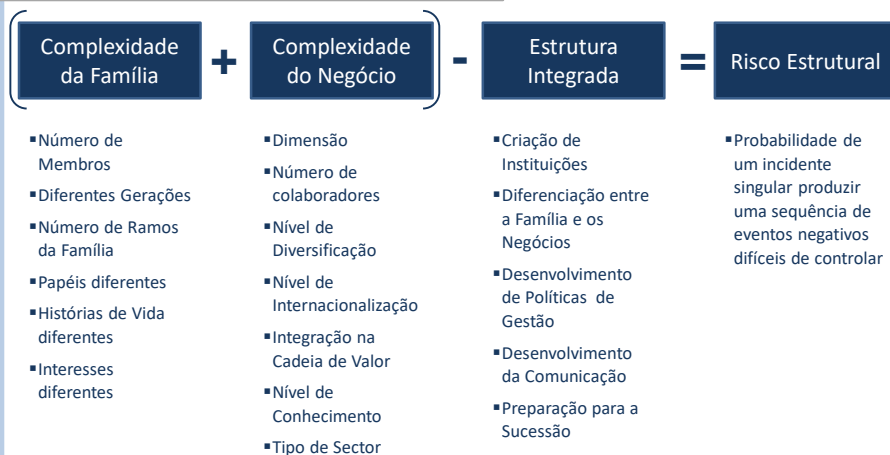 Complexidade
da Família
+
Complexidade
do Negócio
-
Estrutura
Integrada
=
Risco Estrutural
▪Número de
Membros
▪Diferentes Gerações
▪Número de Ramos
da Família
▪Papéis diferentes
▪Histórias de Vida
diferentes
▪Interesses
diferentes
▪Dimensão
▪Número de
colaboradores
▪Nível de
Diversificação
▪Nível de
Internacionalização
▪Integração na
Cadeia de Valor
▪Nível de
Conhecimento
▪Tipo de Sector
▪Criação de
Instituições
▪Diferenciação entre
a Família e os
Negócios
▪Desenvolvimento
de Políticas de
Gestão
▪Desenvolvimento
da Comunicação
▪Preparação para a
Sucessão
▪Probabilidade de
um incidente
singular produzir
uma sequência de
eventos negativos
difíceis de controlar